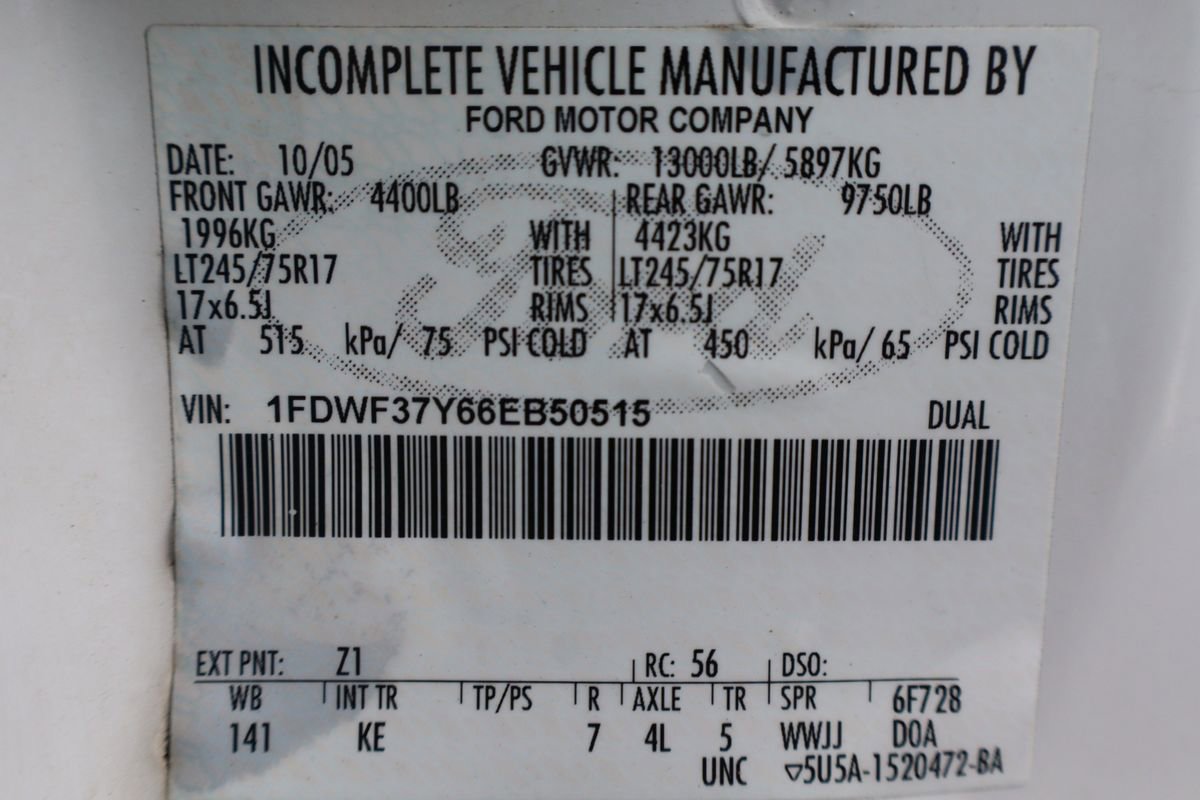 INCOMPLETE VEHICLE MANUFACTURED BY
FORD MOTOR COMPANY
DATE: 10/05 GVWR: 13000LB/ 5897KG
FRONT GAWR: 4400LB REAR GAWR: 9750LB
1996KG WITH 4423KG WITH
LT245/75R17 TIRES LT245/75R17 TIRES
17x6.5J RIMS 17x6.5J RIMS
AT 515 kPa/ 75 PSI COLD AT 450 kPa/ 65 PSI COLD
Ford
VIN: 1FDWF37Y66EB50515 DUAL
EXT PNT: Z1 RC: 56 DSO:
WB INT TR TP/PS R AXLE TR SPR 6F728
141 KE 7 4L 5 WWJJ D0A
UNC ▽5U5A-1520472-BA